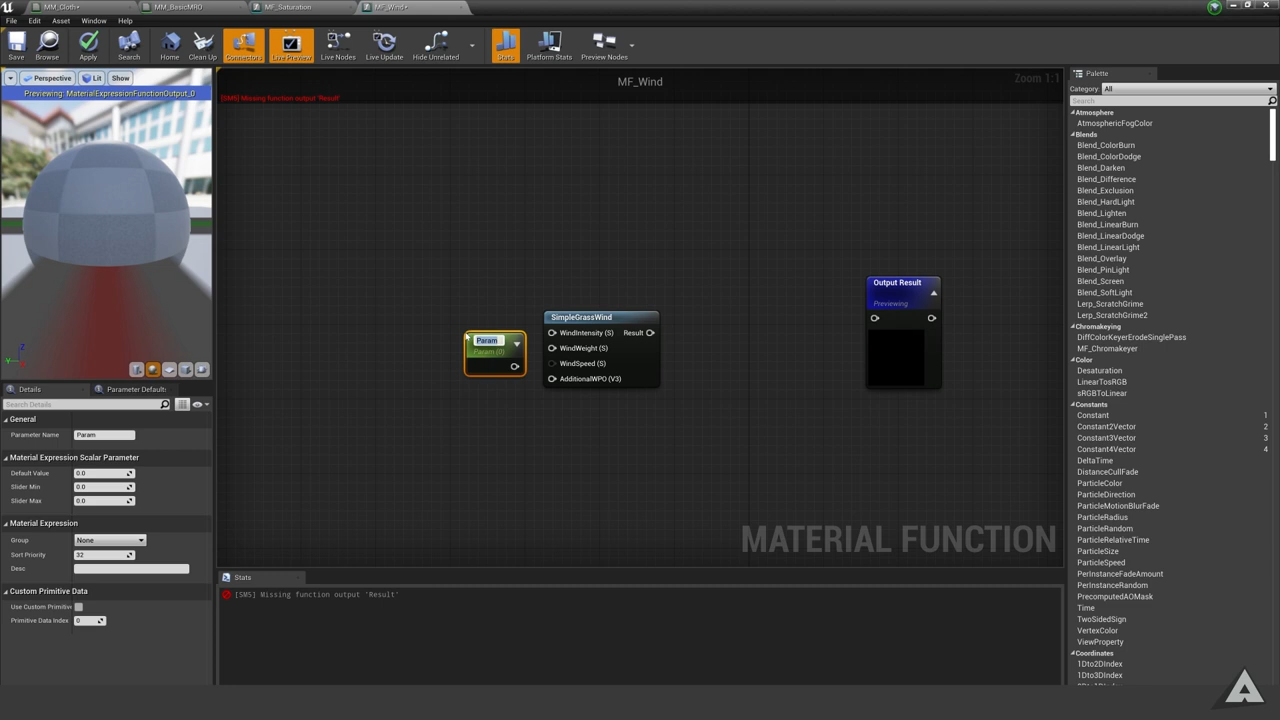 MM_Cloth*
MM_BasicMRO
MF_Saturation
MF_Wind*
File
Edit
Asset
Window
Help
Save
Browse
Apply
Search
Home
Clean Up
Connectors
Live Preview
Live Nodes
Live Update
Hide Unrelated
Stats
Platform Stats
Preview Nodes
Perspective
Lit
Show
Previewing: MaterialExpressionFunctionOutput_0
MF_Wind
Zoom 1:1
[SM5] Missing function output 'Result'
Param
Param (0)
SimpleGrassWind
WindIntensity (S)
Result
WindWeight (S)
WindSpeed (S)
AdditionalWPO (V3)
Output Result
Previewing
MATERIAL FUNCTION
Details
Parameter Default
Search Details
General
Parameter Name
Param
Material Expression Scalar Parameter
Default Value
0.0
Slider Min
0.0
Slider Max
0.0
Material Expression
Group
None
Sort Priority
32
Desc
Custom Primitive Data
Use Custom Primitive
Primitive Data Index
0
Stats
[SM5] Missing function output 'Result'
Palette
Category:
All
Search
Atmosphere
AtmosphericFogColor
Blends
Blend_ColorBurn
Blend_ColorDodge
Blend_Darken
Blend_Difference
Blend_Exclusion
Blend_HardLight
Blend_Lighten
Blend_LinearBurn
Blend_LinearDodge
Blend_LinearLight
Blend_Overlay
Blend_PinLight
Blend_Screen
Blend_SoftLight
Lerp_ScratchGrime
Lerp_ScratchGrime2
Chromakeying
DiffColorKeyerErodeSinglePass
MF_Chromakeyer
Color
Desaturation
LinearTosRGB
sRGBToLinear
Constants
Constant 1
Constant2Vector 2
Constant3Vector 3
Constant4Vector 4
DeltaTime
DistanceCullFade
ParticleColor
ParticleDirection
ParticleMotionBlurFade
ParticleRadius
ParticleRandom
ParticleRelativeTime
ParticleSize
ParticleSpeed
PerInstanceFadeAmount
PerInstanceRandom
PrecomputedAOMask
Time
TwoSidedSign
VertexColor
ViewProperty
Coordinates
1Dto2DIndex
1Dto3DIndex